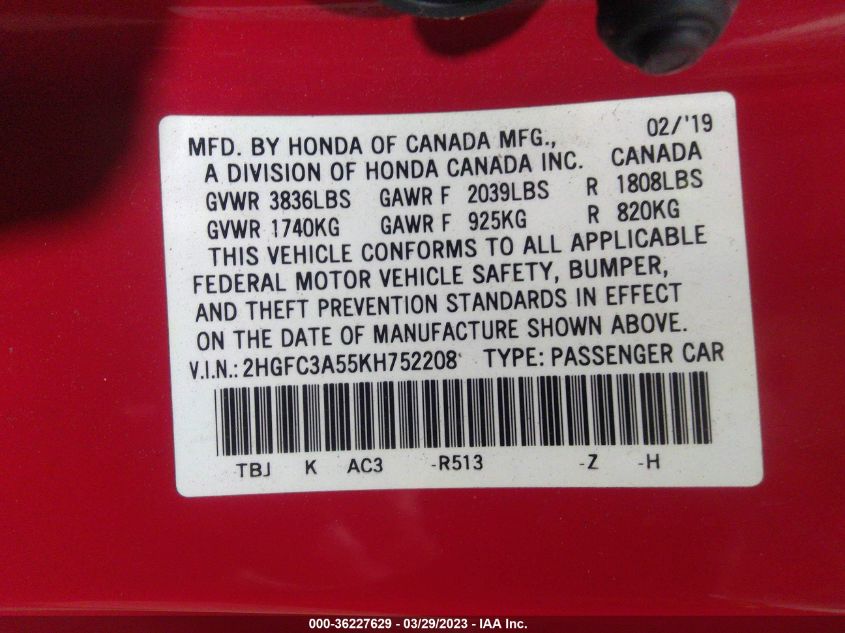 02/'19
MFD. BY HONDA OF CANADA MFG.,
A DIVISION OF HONDA CANADA INC. CANADA
GVWR 3836LBS GAWR F 2039LBS R 1808LBS
GVWR 1740KG GAWR F 925KG R 820KG
THIS VEHICLE CONFORMS TO ALL APPLICABLE
FEDERAL MOTOR VEHICLE SAFETY, BUMPER,
AND THEFT PREVENTION STANDARDS IN EFFECT
ON THE DATE OF MANUFACTURE SHOWN ABOVE.
V.I.N.: 2HGFC3A55KH752208 TYPE: PASSENGER CAR
TBJ K AC3 -R513 -Z -H
000-36227629 - 03/29/2023 - IAA Inc.